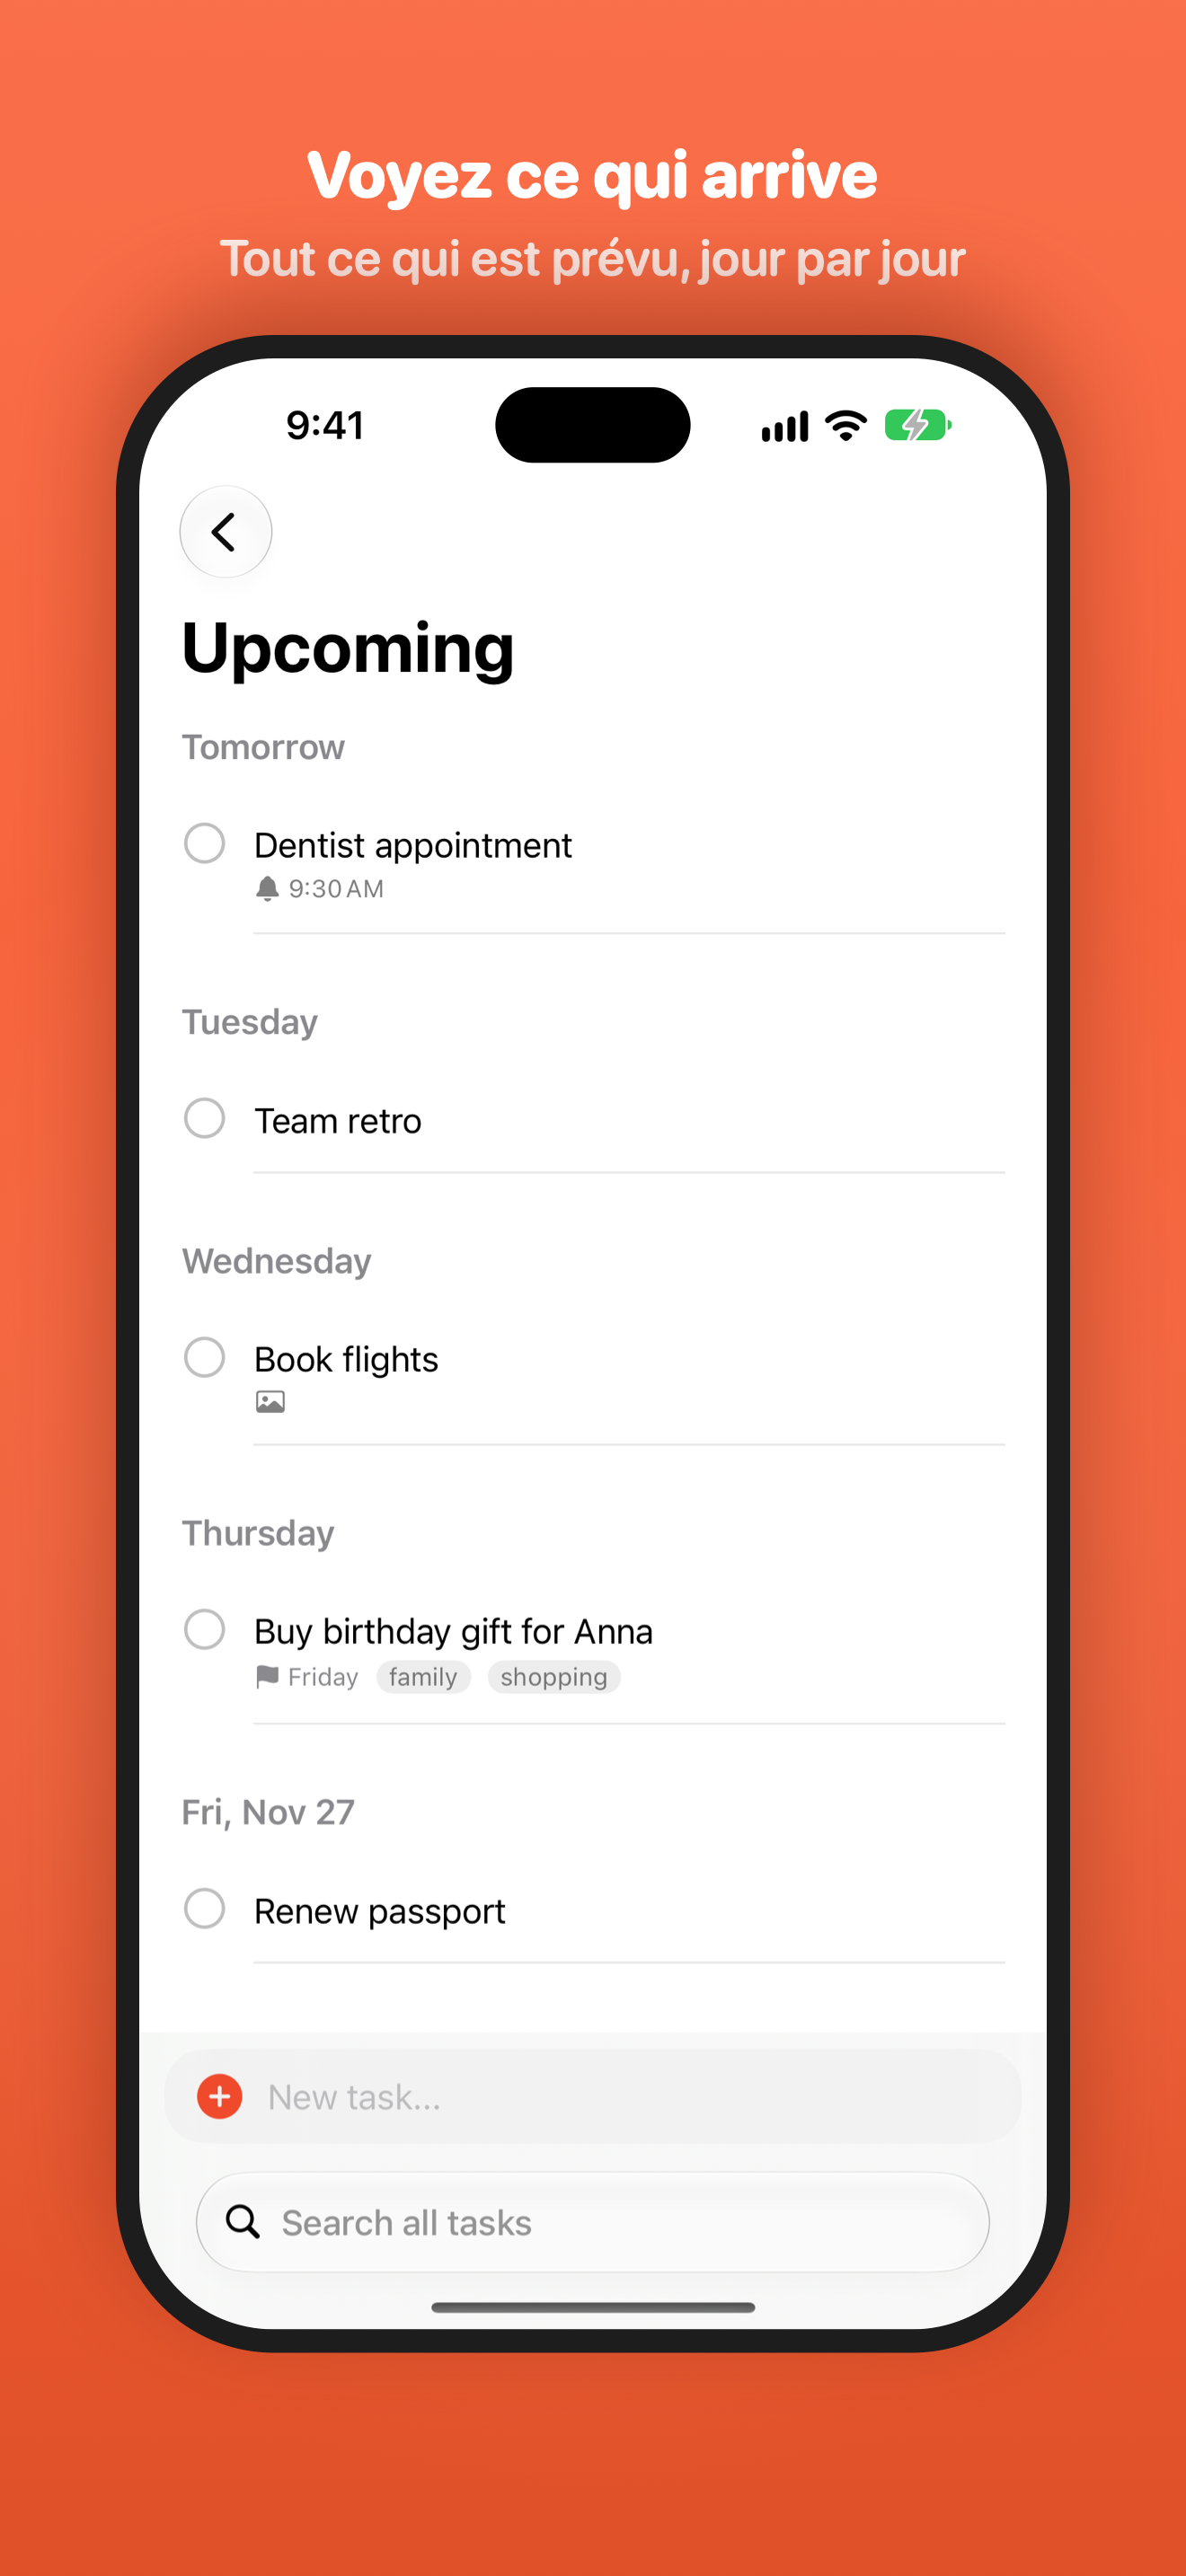 Voyez ce qui arrive
Tout ce qui est prévu, jour par jour
9:41
Upcoming
Tomorrow
Dentist appointment
9:30 AM
Tuesday
Team retro
Wednesday
Book flights
Thursday
Buy birthday gift for Anna
Friday family shopping
Fri, Nov 27
Renew passport
New task...
Search all tasks